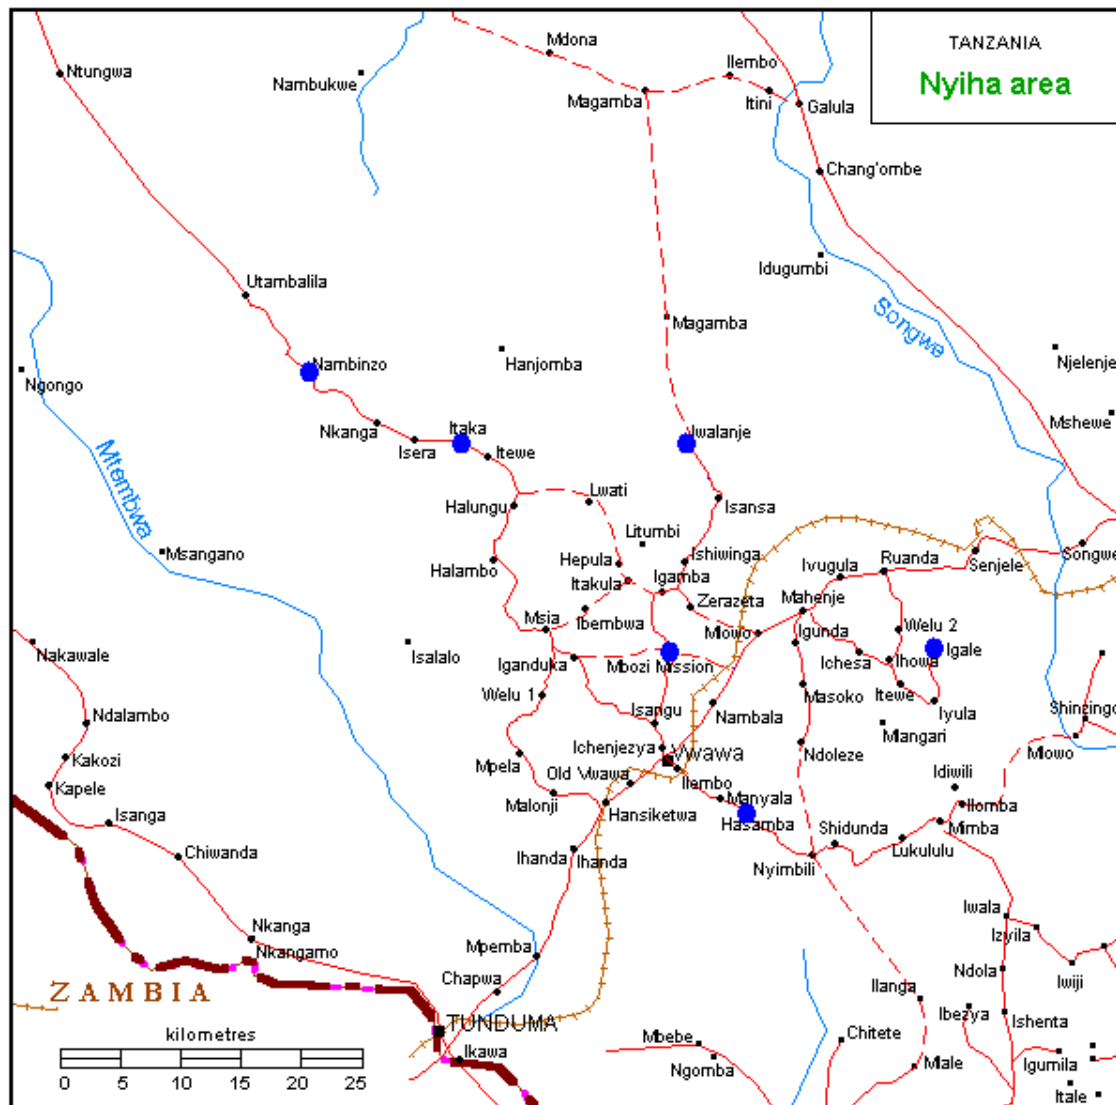 TANZANIA
Nyiha area
Mdona
Ilembo
Ntungwa
Nambukwe
Magamba
Itini
Galula
Chang'ombe
Idugumbi
Utambalila
Songwe
Magamba
Nambinzo
Hanjomba
Njelenje
Ngongo
Mshewe
Nkanga
Itaka
Iwalanje
Isera
Itewe
Mtembwa
Lwati
Halungu
Isansa
Litumbi
Msangano
Halambo
Hepula
Ishiwinga
Ivugula
Ruanda
Senjele
Songwe
Itakula
Igamba
Zerazeta
Mahenje
Msia
Ibembwa
Mlowo
Igunda
Welu 2
Isalalo
Nakawale
Iganduka
Mbozi Mission
Ichesa
Ihowa
Igale
Welu 1
Masoko
Itewe
Iyula
Ndalambo
Isangu
Nambala
Mlangari
Shinzingo
Kakozi
Ichenjezya
Vwawa
Ndoleze
Mlowo
Mpela
Old Vwawa
Ilembo
Idiwili
Kapele
Malonji
Hansiketwa
Manyala
Ilomba
Isanga
Hasamba
Shidunda
Mimba
Chiwanda
Ihanda
Ihanda
Nyimbili
Lukululu
Nkanga
Iwala
Izyila
Nkangamo
Mpemba
Chapwa
Ndola
Iwiji
ZAMBIA
Ilanga
Ibezya
Ishenta
TUNDUMA
kilometres
Mbebe
Chitete
Ikawa
Ngomba
Mlale
Igumila
0 5 10 15 20 25
Itale